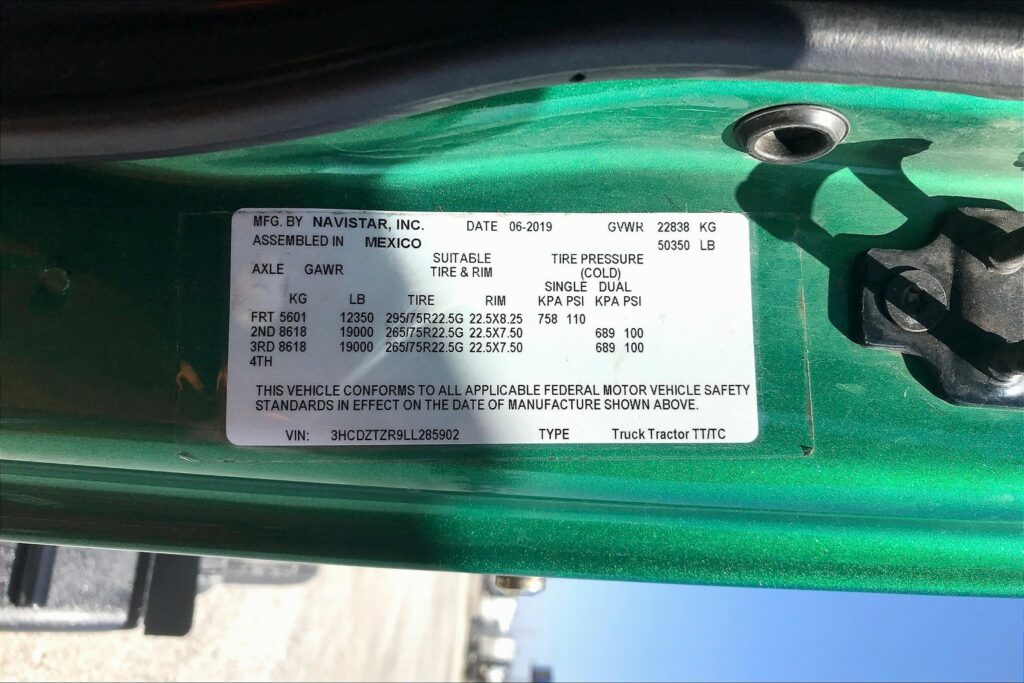 MFG. BY NAVISTAR, INC. DATE 06-2019 GVWR 22838 KG
ASSEMBLED IN MEXICO 50350 LB
SUITABLE TIRE PRESSURE
AXLE GAWR TIRE & RIM (COLD)
SINGLE DUAL
KG LB TIRE RIM KPA PSI KPA PSI
FRT 5601 12350 295/75R22.5G 22.5X8.25 758 110
2ND 8618 19000 265/75R22.5G 22.5X7.50 689 100
3RD 8618 19000 265/75R22.5G 22.5X7.50 689 100
4TH
THIS VEHICLE CONFORMS TO ALL APPLICABLE FEDERAL MOTOR VEHICLE SAFETY
STANDARDS IN EFFECT ON THE DATE OF MANUFACTURE SHOWN ABOVE.
VIN: 3HCDZTZR9LL285902 TYPE Truck Tractor TT/TC